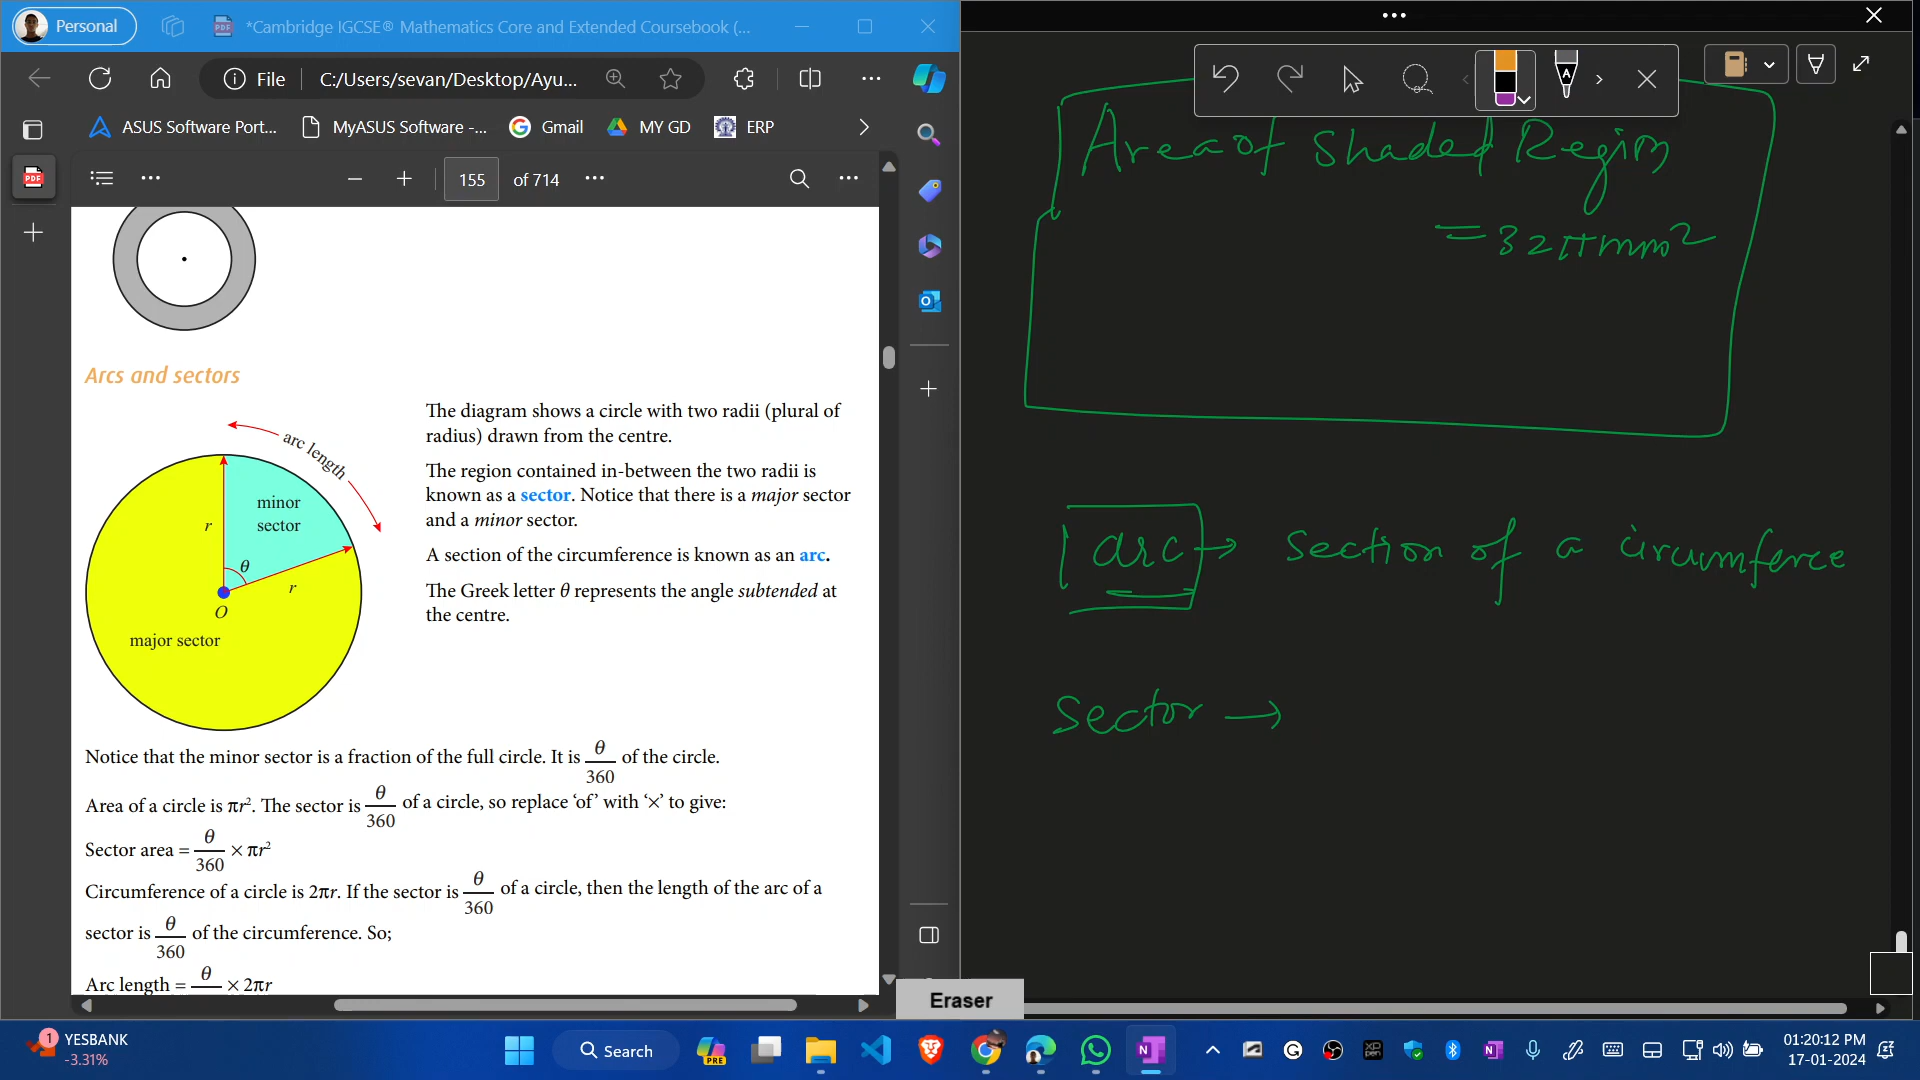 Personal
*Cambridge IGCSE® Mathematics Core and Extended Coursebook (...
File
C:/Users/sevan/Desktop/Ayu...
ASUS Software Port...
MyASUS Software -...
Gmail
MY GD
ERP
155 of 714
Arcs and sectors
arc length
minor
sector
r
θ
r
O
major sector
The diagram shows a circle with two radii (plural of
radius) drawn from the centre.
The region contained in-between the two radii is
known as a sector. Notice that there is a major sector
and a minor sector.
A section of the circumference is known as an arc.
The Greek letter θ represents the angle subtended at
the centre.
Notice that the minor sector is a fraction of the full circle. It is θ/360 of the circle.
Area of a circle is πr². The sector is θ/360 of a circle, so replace ‘of’ with ‘×’ to give:
Sector area = θ/360 × πr²
Circumference of a circle is 2πr. If the sector is θ/360 of a circle, then the length of the arc of a
sector is θ/360 of the circumference. So;
Arc length = θ × 2πr
Area of Shaded Region
= 32πmm²
arc → section of a circumference
Sector →
Eraser
1
YESBANK
-3.31%
Search
PRE
01:20:12 PM
17-01-2024